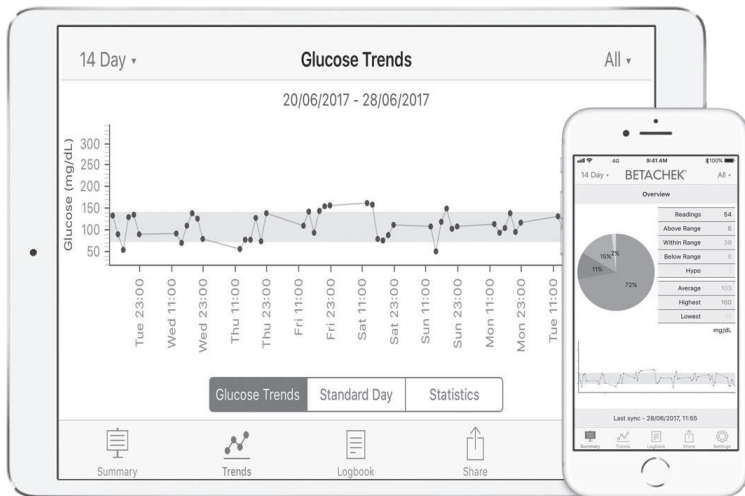 14 Day ▾ Glucose Trends All ▾
20/06/2017 - 28/06/2017
Glucose (mg/dL)
300
250
200
150
100
50
Tue 23:00
Wed 11:00
Wed 23:00
Thu 11:00
Thu 23:00
Fri 11:00
Fri 23:00
Sat 11:00
Sat 23:00
Sun 11:00
Sun 23:00
Mon 11:00
Mon 23:00
Tue 11:00
Glucose Trends Standard Day Statistics
Summary Trends Logbook Share
4G 9:41 AM 100%
14 Day ▾ BETACHEK® All ▾
Overview
Readings 54
Above Range 8
Within Range 39
Below Range 6
Hypo
Average 103
Highest 160
Lowest
15% 2%
11%
72%
mg/dL
Last sync - 28/06/2017, 11:55
Summary Trends Logbook Share Settings